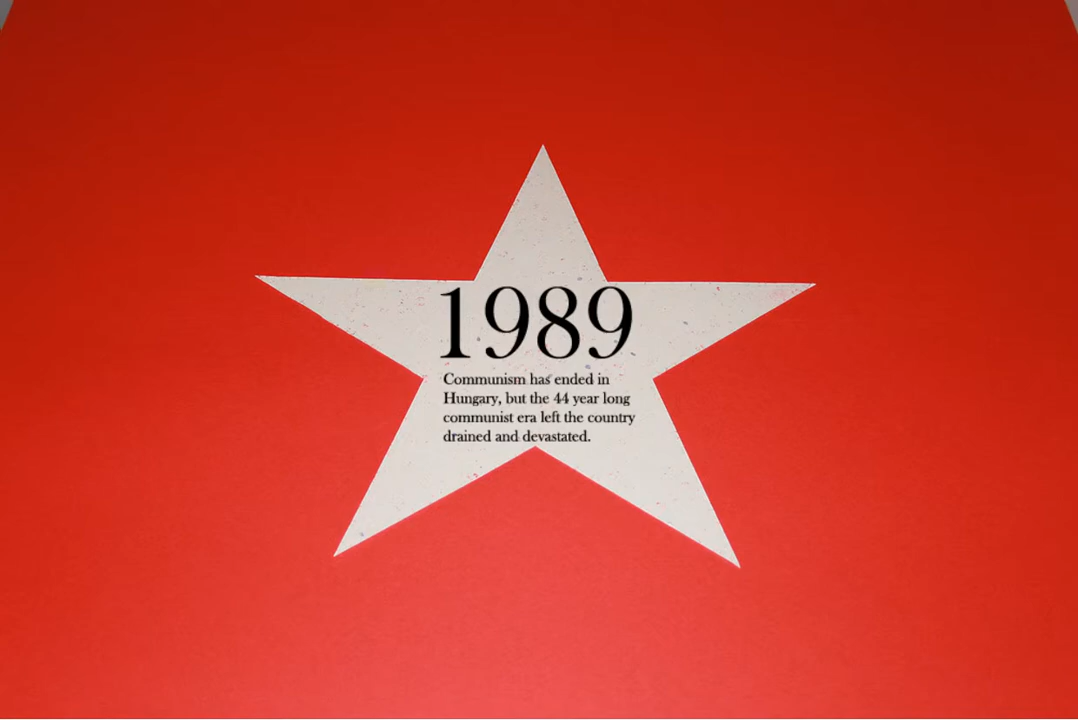 1989
Communism has ended in
Hungary, but the 44 year long
communist era left the country
drained and devastated.